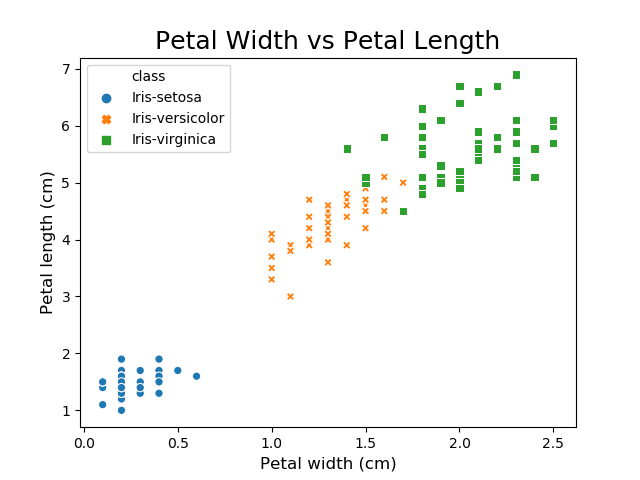 Petal Width vs Petal Length
class
Iris-setosa
Iris-versicolor
Iris-virginica
Petal length (cm)
7
6
5
4
3
2
1
0.0 0.5 1.0 1.5 2.0 2.5
Petal width (cm)